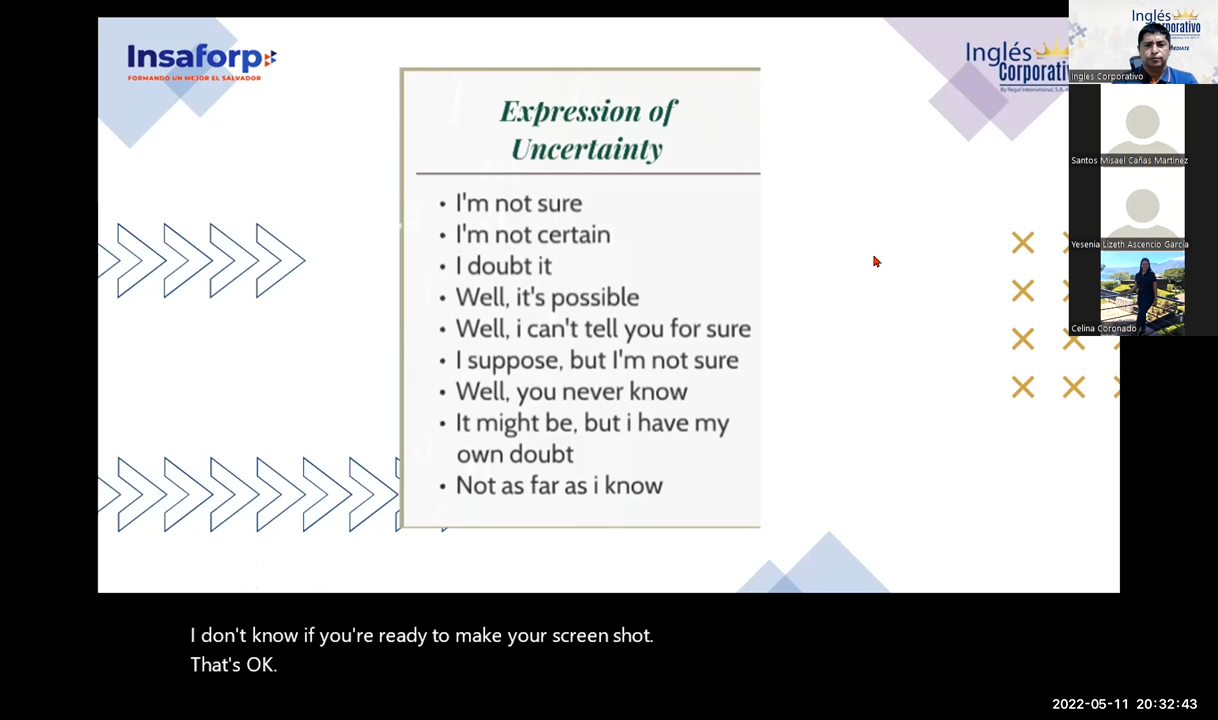 Insaforp
FORMANDO UN MEJOR EL SALVADOR
Inglés
Corporativo
By Regal International, S.A. de
Expression of
Uncertainty
• I'm not sure
• I'm not certain
• I doubt it
• Well, it's possible
• Well, i can't tell you for sure
• I suppose, but I'm not sure
• Well, you never know
• It might be, but i have my
own doubt
• Not as far as i know
Inglés
Corporativo
Ingles Corporativo
Santos Misael Cañas Martinez
Yesenia Lizeth Ascencio Garcia
Celina Coronado
I don't know if you're ready to make your screen shot.
That's OK.
2022-05-11 20:32:43